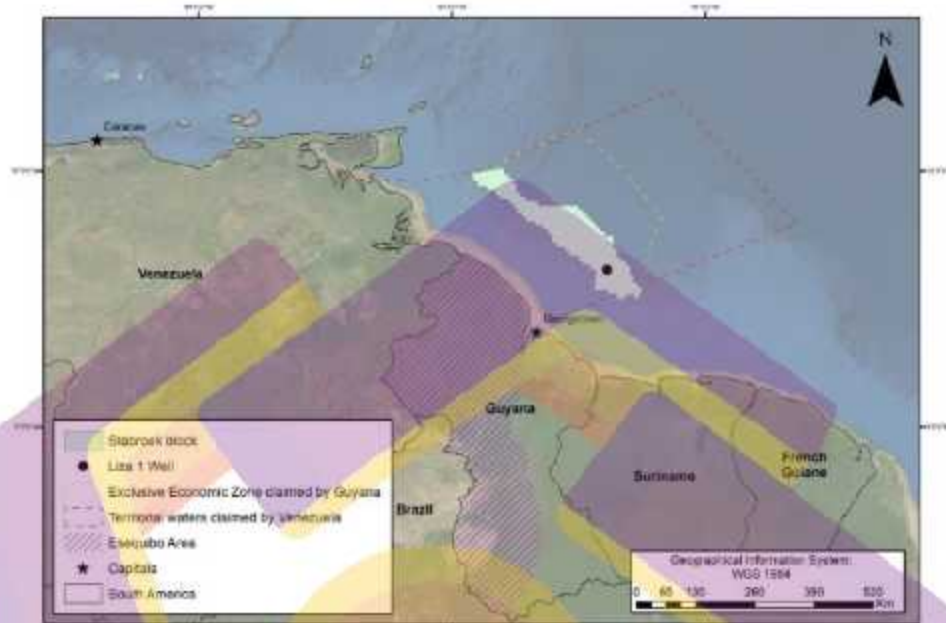 N
Caracas
Venezuela
Georgetown
Guyana
Suriname
French
Guiane
Brazil
Stabroek block
Liza 1 Well
Exclusive Economic Zone claimed by Guyana
Territorial waters claimed by Venezuela
Esequibo Area
Capitals
South America
Geographical Information System:
WGS 1984
0 65 130 260 390 520
Km